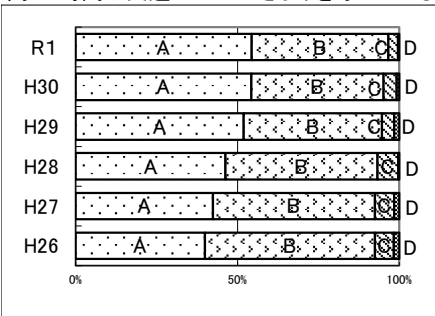 R1 A B C D
H30 A B C D
H29 A B C D
H28 A B C D
H27 A B C D
H26 A B C D
0% 50% 100%